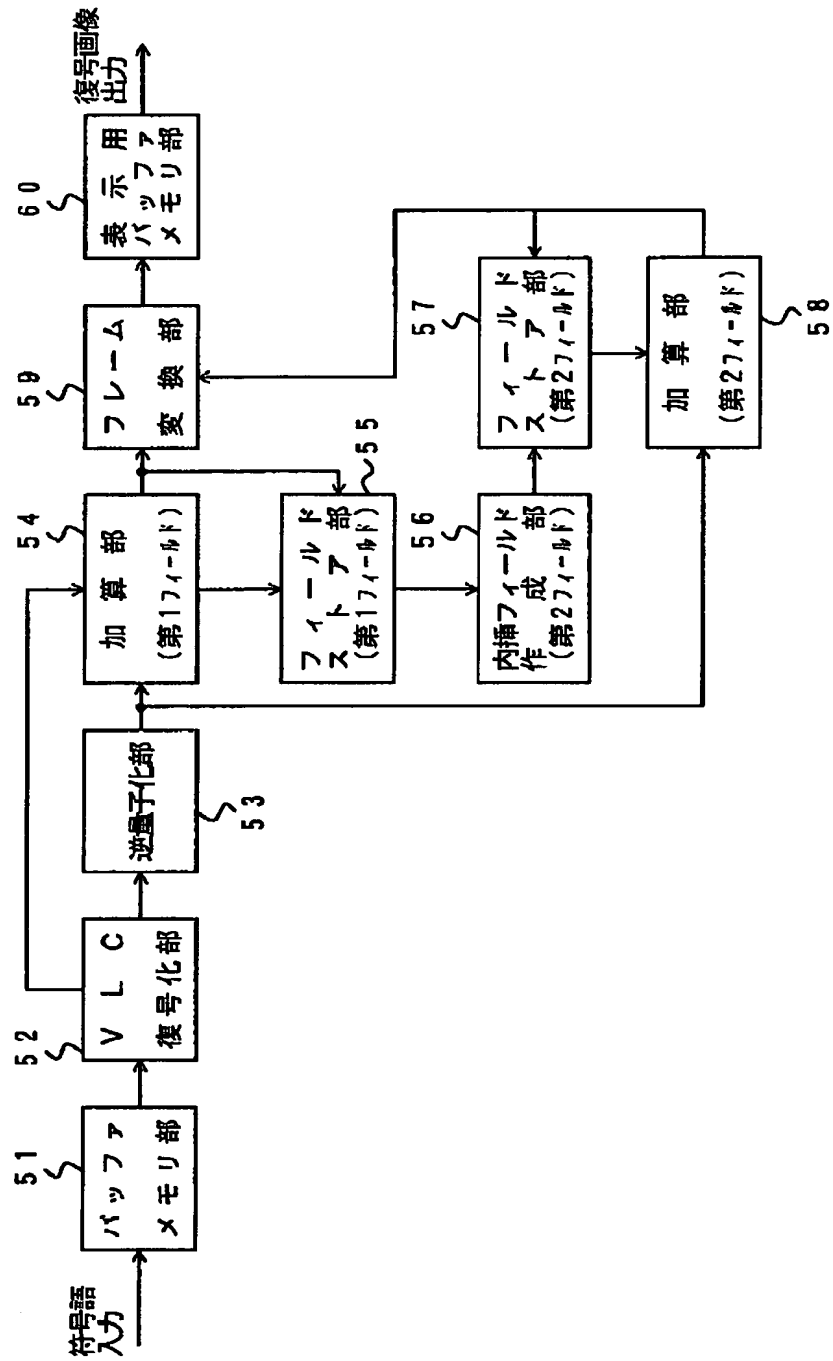 符号語
入力
51
バッファ
メモリ部
52
VLC
復号化部
53
逆量子化部
54
加算部
(第1フィールド)
55
フィールド
ストア部
(第1フィールド)
56
内挿フィールド
作成部
(第2フィールド)
57
フィールド
ストア部
(第2フィールド)
58
加算部
(第2フィールド)
59
フレーム
変換部
60
表示用
バッファ
メモリ部
復号画像
出力